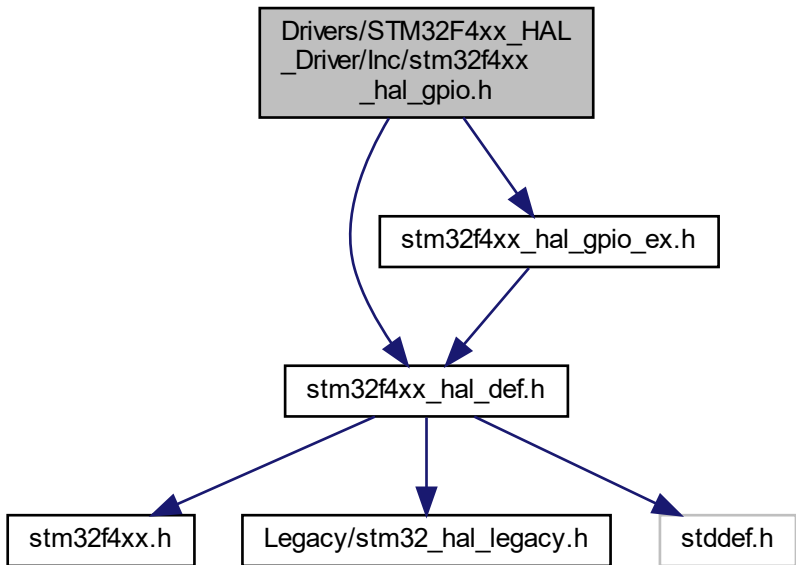 Drivers/STM32F4xx_HAL
_Driver/Inc/stm32f4xx
_hal_gpio.h
stm32f4xx_hal_gpio_ex.h
stm32f4xx_hal_def.h
stm32f4xx.h
Legacy/stm32_hal_legacy.h
stddef.h